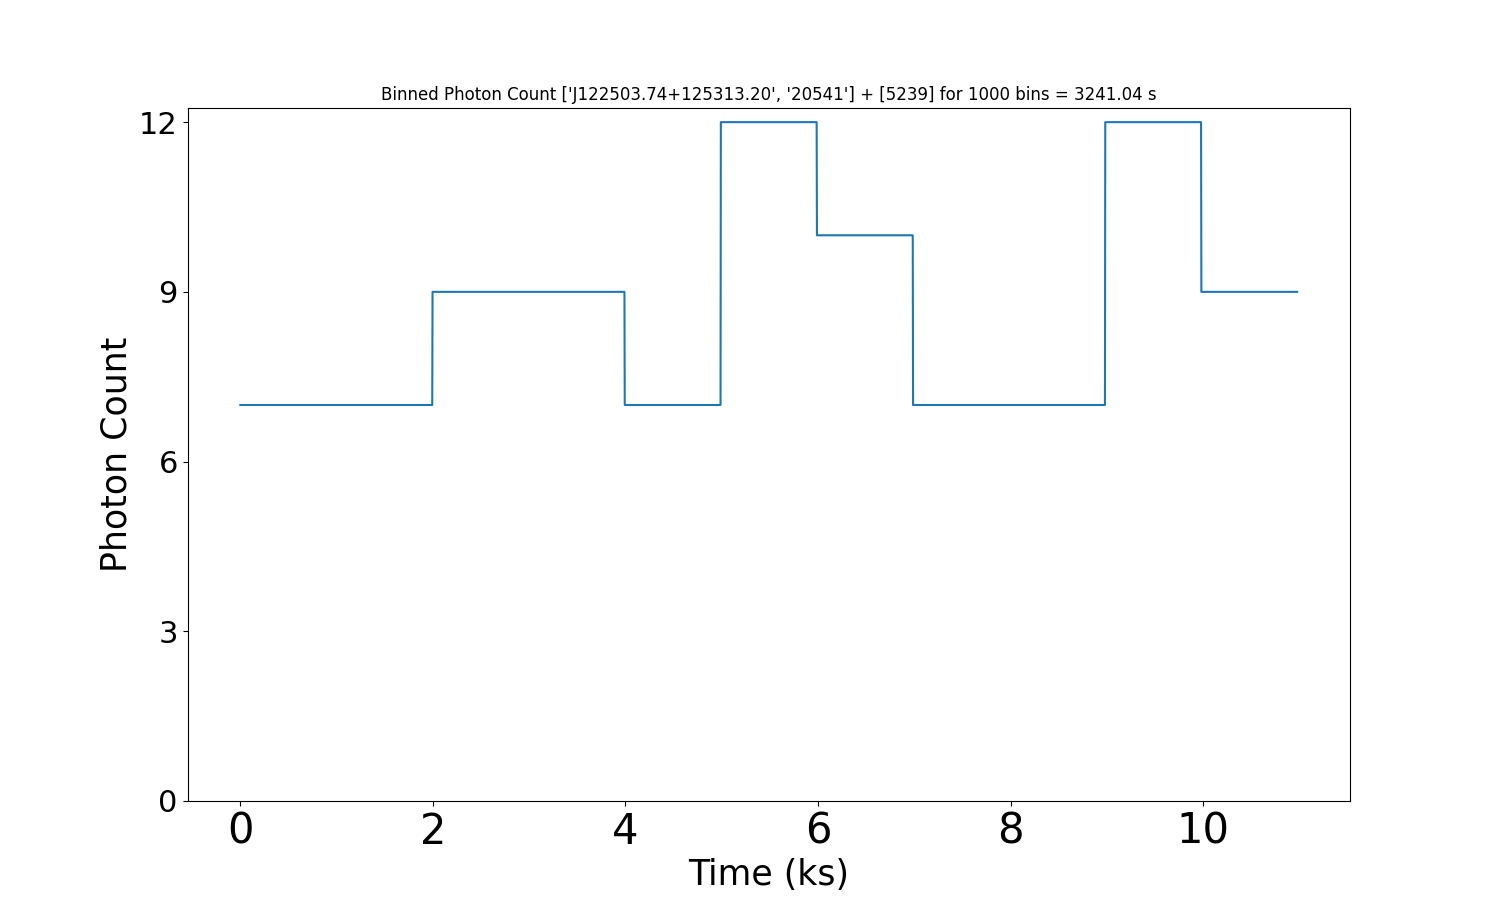 Binned Photon Count ['J122503.74+125313.20', '20541'] + [5239] for 1000 bins = 3241.04 s
12
9
6
3
0
Photon Count
0 2 4 6 8 10
Time (ks)